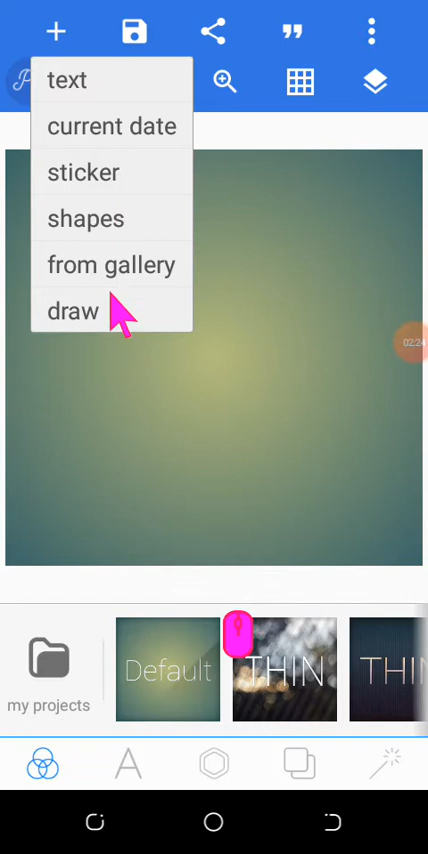 text
current date
sticker
shapes
from gallery
draw
02:24
my projects
Default
THIN
THIN